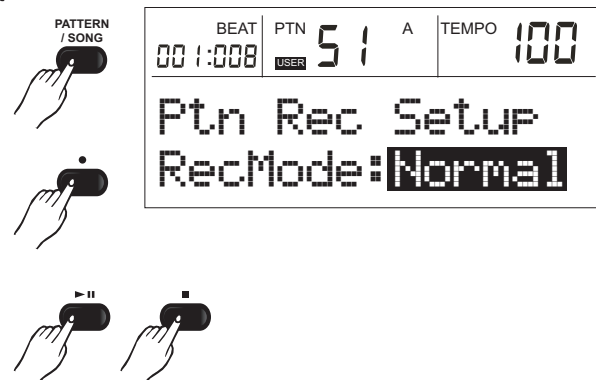 PATTERN
/ SONG
BEAT PTN A TEMPO
001:008 USER 51 100
Ptn Rec Setup
RecMode:Normal